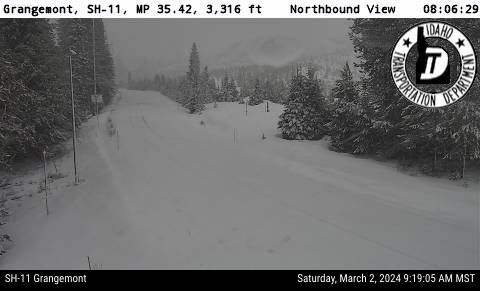 Grangemont, SH-11, MP 35.42, 3,316 ft Northbound View 08:06:29
IDAHO
TRANSPORTATION DEPARTMENT
SH-11 Grangemont Saturday, March 2, 2024 9:19:05 AM MST